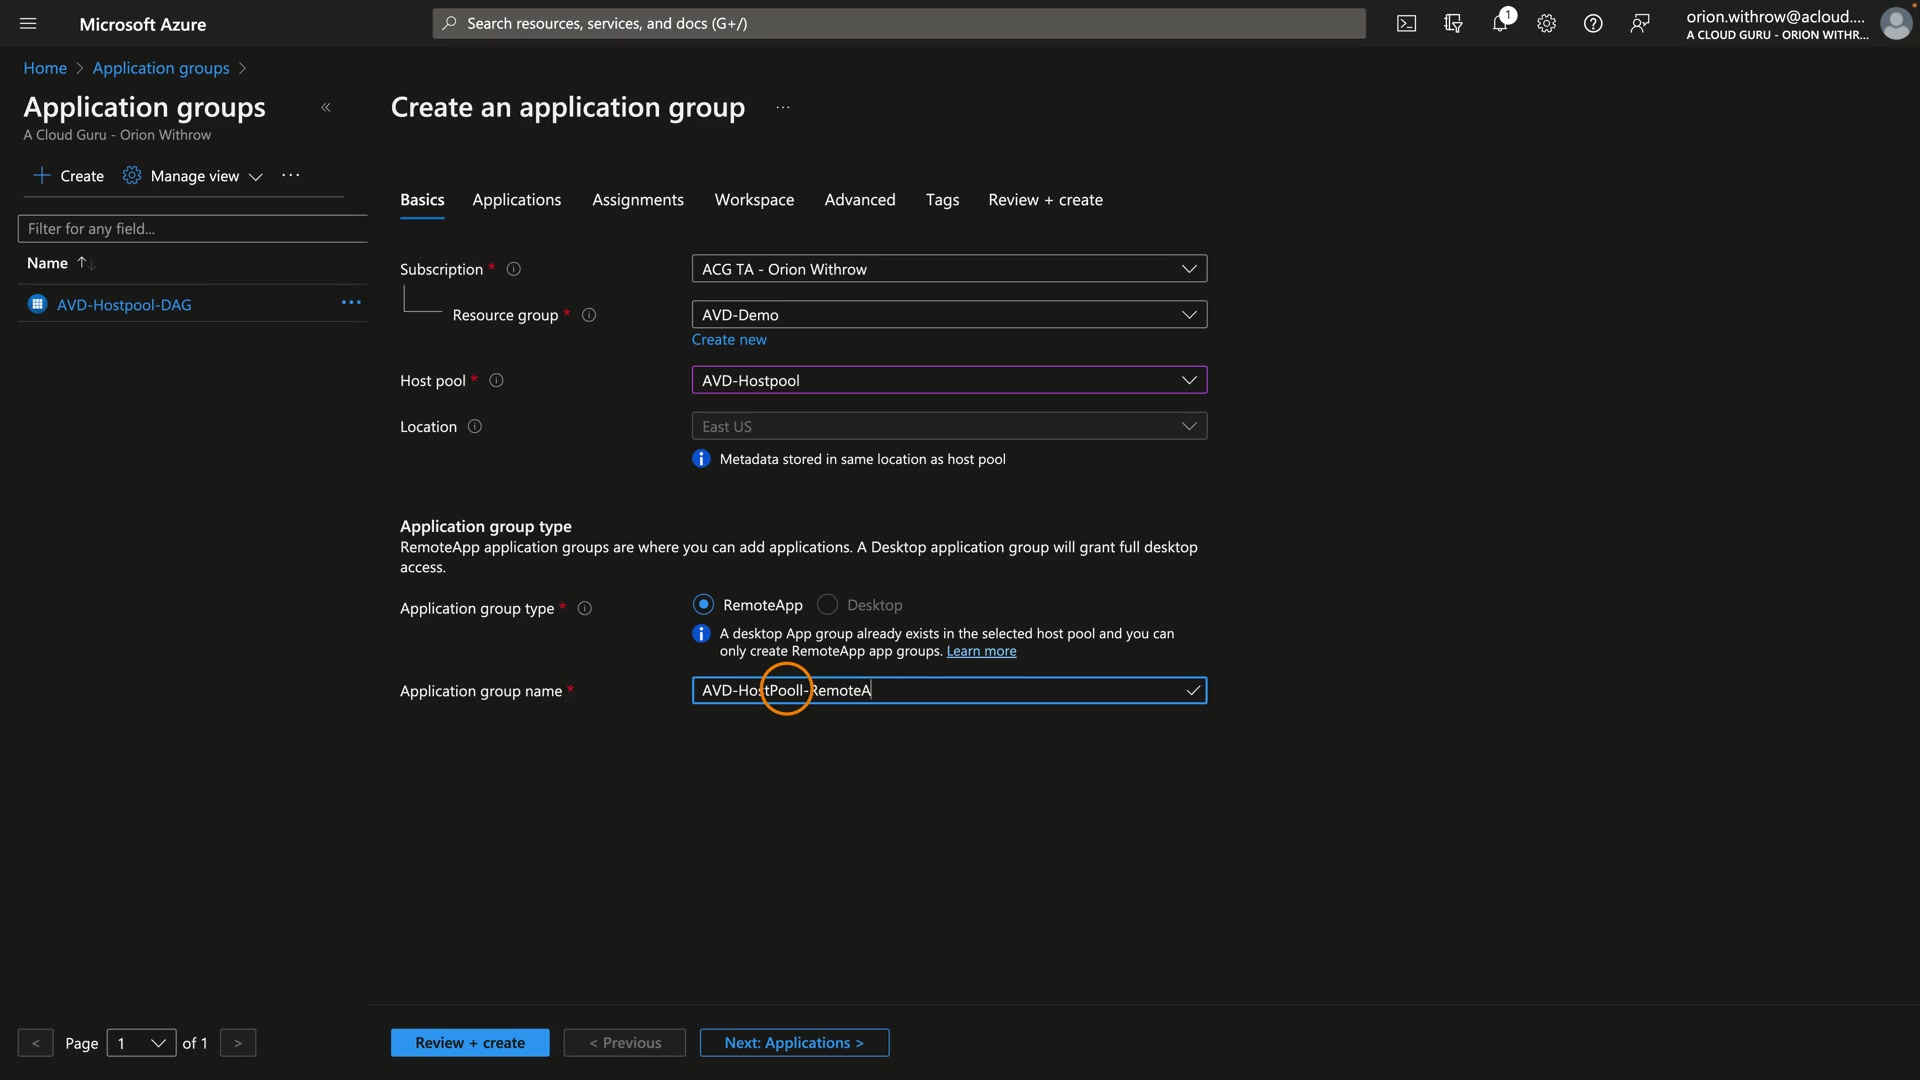 Microsoft Azure
Search resources, services, and docs (G+/)
1
orion.withrow@acloud....
A CLOUD GURU - ORION WITHR...
Home > Application groups >
Application groups
«
A Cloud Guru - Orion Withrow
Create an application group ...
+ Create Manage view ...
Filter for any field...
Name ↑↓
AVD-Hostpool-DAG ...
Basics Applications Assignments Workspace Advanced Tags Review + create
Subscription * ACG TA - Orion Withrow
Resource group * AVD-Demo
Create new
Host pool * AVD-Hostpool
Location East US
Metadata stored in same location as host pool
Application group type
RemoteApp application groups are where you can add applications. A Desktop application group will grant full desktop
access.
Application group type * RemoteApp Desktop
A desktop App group already exists in the selected host pool and you can
only create RemoteApp app groups. Learn more
Application group name * AVD-HostPooll-RemoteA
< Page 1 of 1 >
Review + create < Previous Next: Applications >